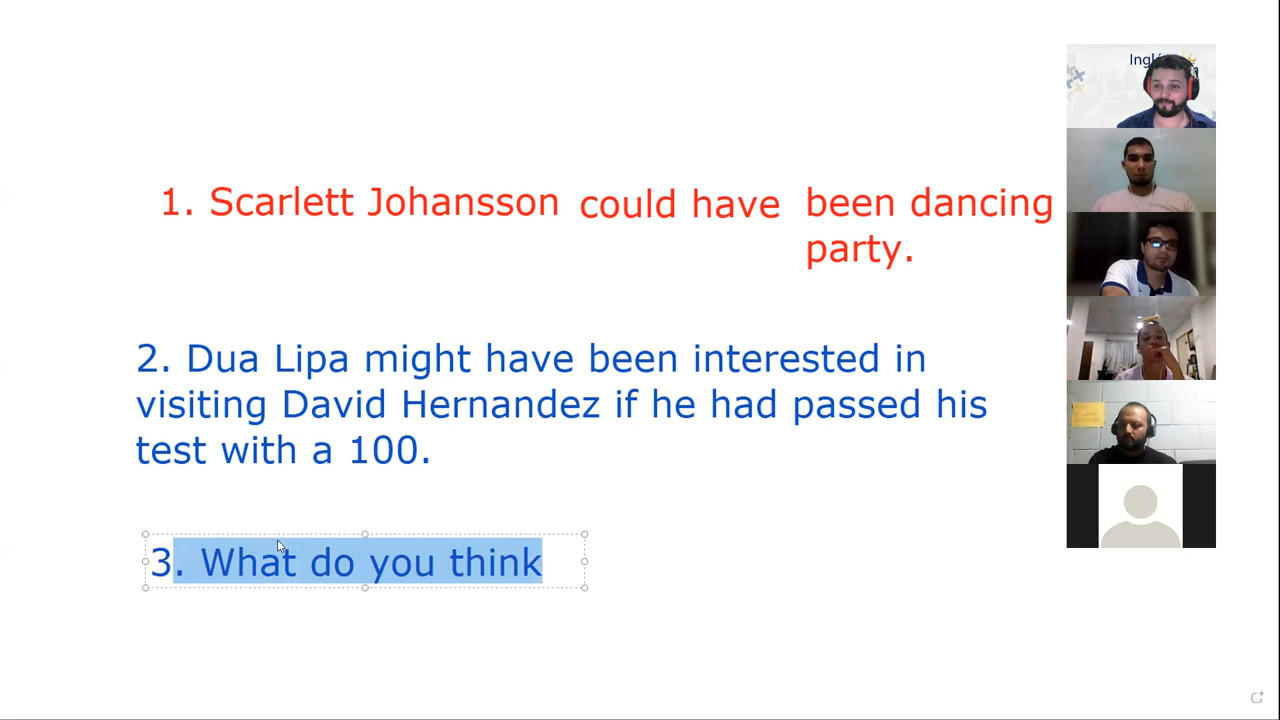 1. Scarlett Johansson could have been dancing
party.
2. Dua Lipa might have been interested in
visiting David Hernandez if he had passed his
test with a 100.
3. What do you think